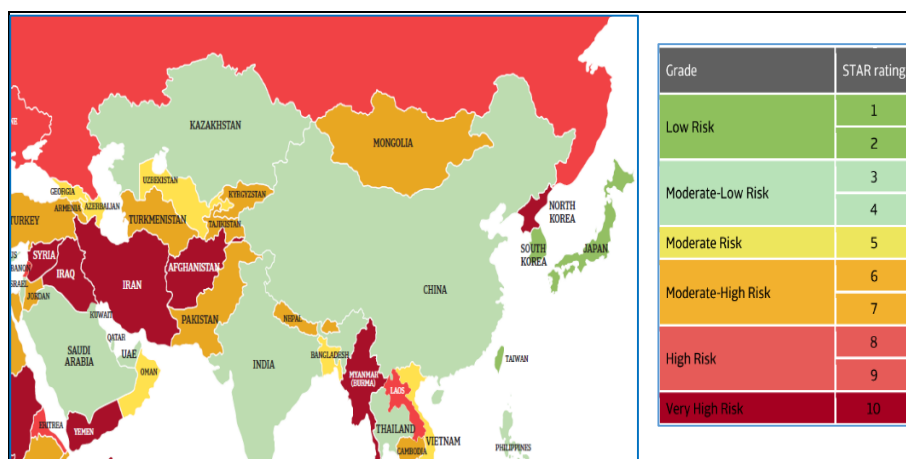 KAZAKHSTAN
MONGOLIA
UZBEKISTAN
KYRGYZSTAN
GEORGIA
ARMENIA
AZERBAIJAN
TURKEY
TURKMENISTAN
TAJIKISTAN
NORTH
KOREA
SOUTH
KOREA
JAPAN
SYRIA
IRAQ
IRAN
AFGHANISTAN
CHINA
JORDAN
KUWAIT
PAKISTAN
NEPAL
QATAR
SAUDI
ARABIA
UAE
OMAN
INDIA
BANGLADESH
TAIWAN
MYANMAR
(BURMA)
LAOS
ERITREA
YEMEN
THAILAND
VIETNAM
CAMBODIA
PHILIPPINES
Grade STAR rating
Low Risk 1
2
Moderate-Low Risk 3
4
Moderate Risk 5
Moderate-High Risk 6
7
High Risk 8
9
Very High Risk 10